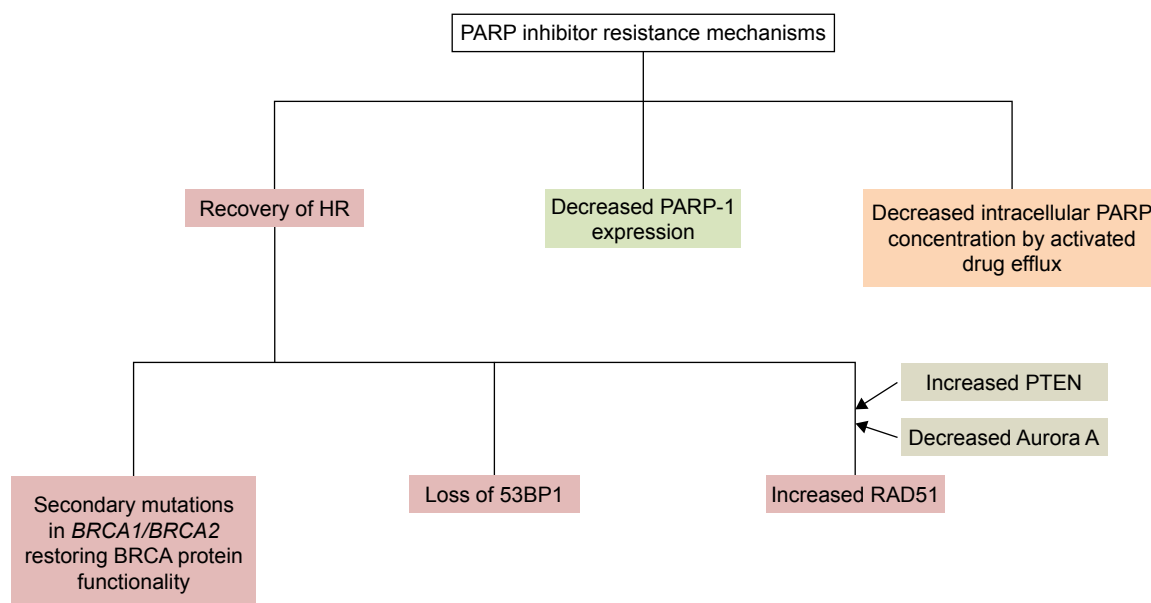 PARP inhibitor resistance mechanisms
Recovery of HR
Decreased PARP-1
expression
Decreased intracellular PARP
concentration by activated
drug efflux
Increased PTEN
Decreased Aurora A
Secondary mutations
in BRCA1/BRCA2
restoring BRCA protein
functionality
Loss of 53BP1
Increased RAD51